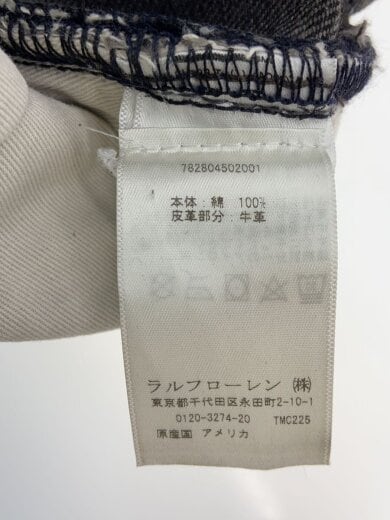 782804502001
本体：綿 100%
皮革部分：牛革
ラルフローレン ㈱
東京都千代田区永田町2-10-1
0120-3274-20 TMC225
原産国 アメリカ